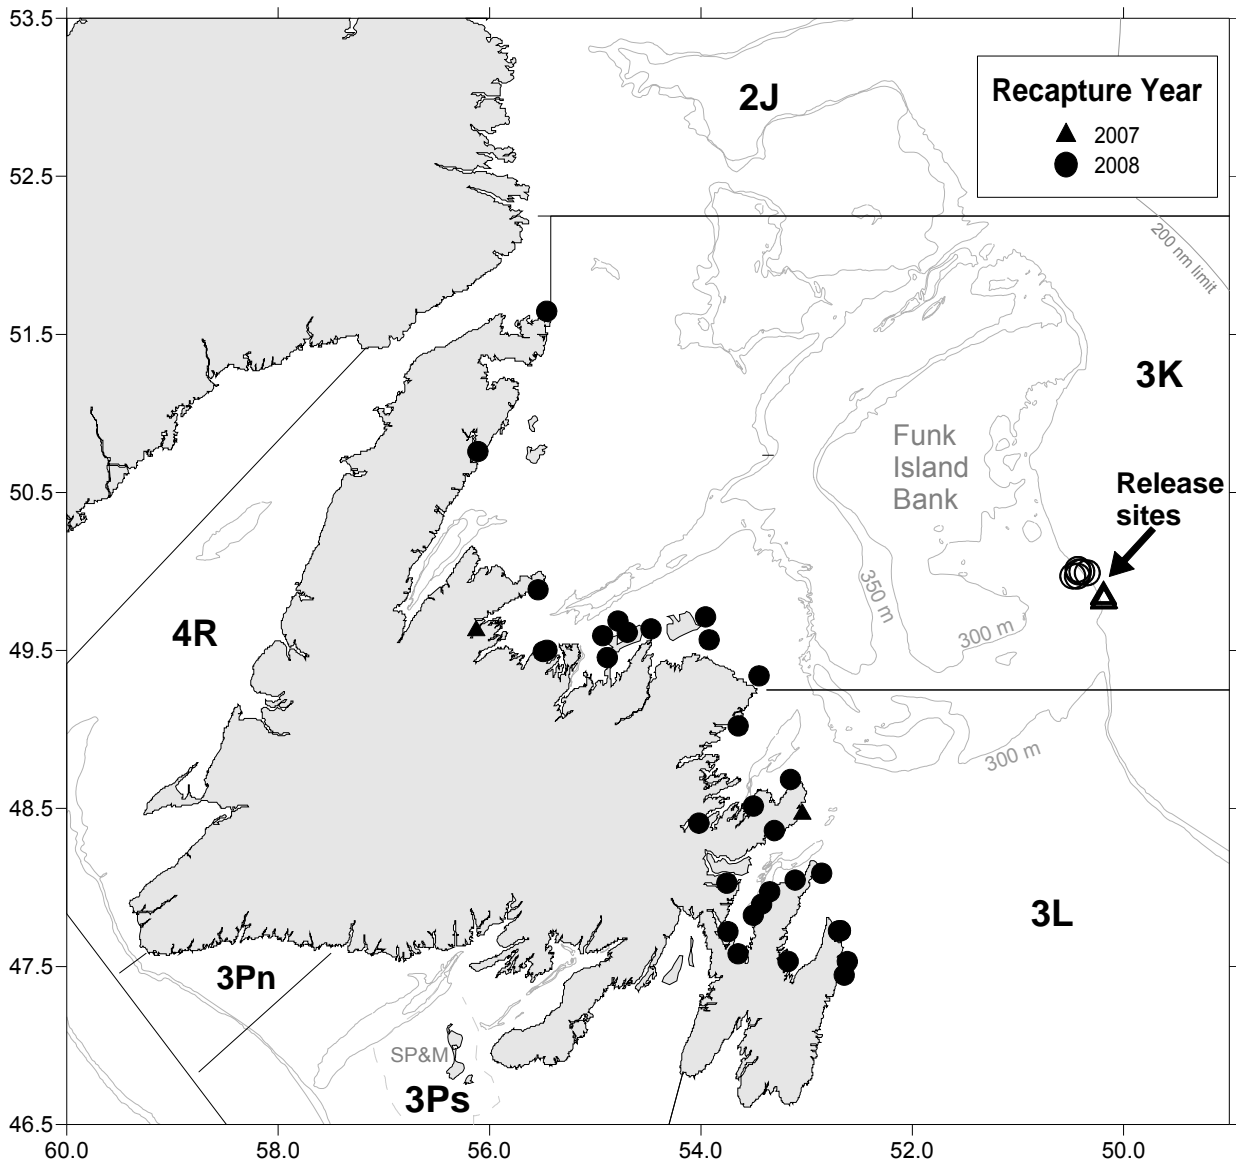 53.5
52.5
51.5
50.5
49.5
48.5
47.5
46.5
60.0
58.0
56.0
54.0
52.0
50.0
Recapture Year
2007
2008
2J
200 nm limit
3K
Funk
Island
Bank
Release
sites
350 m
300 m
4R
300 m
3L
3Pn
SP&M
3Ps